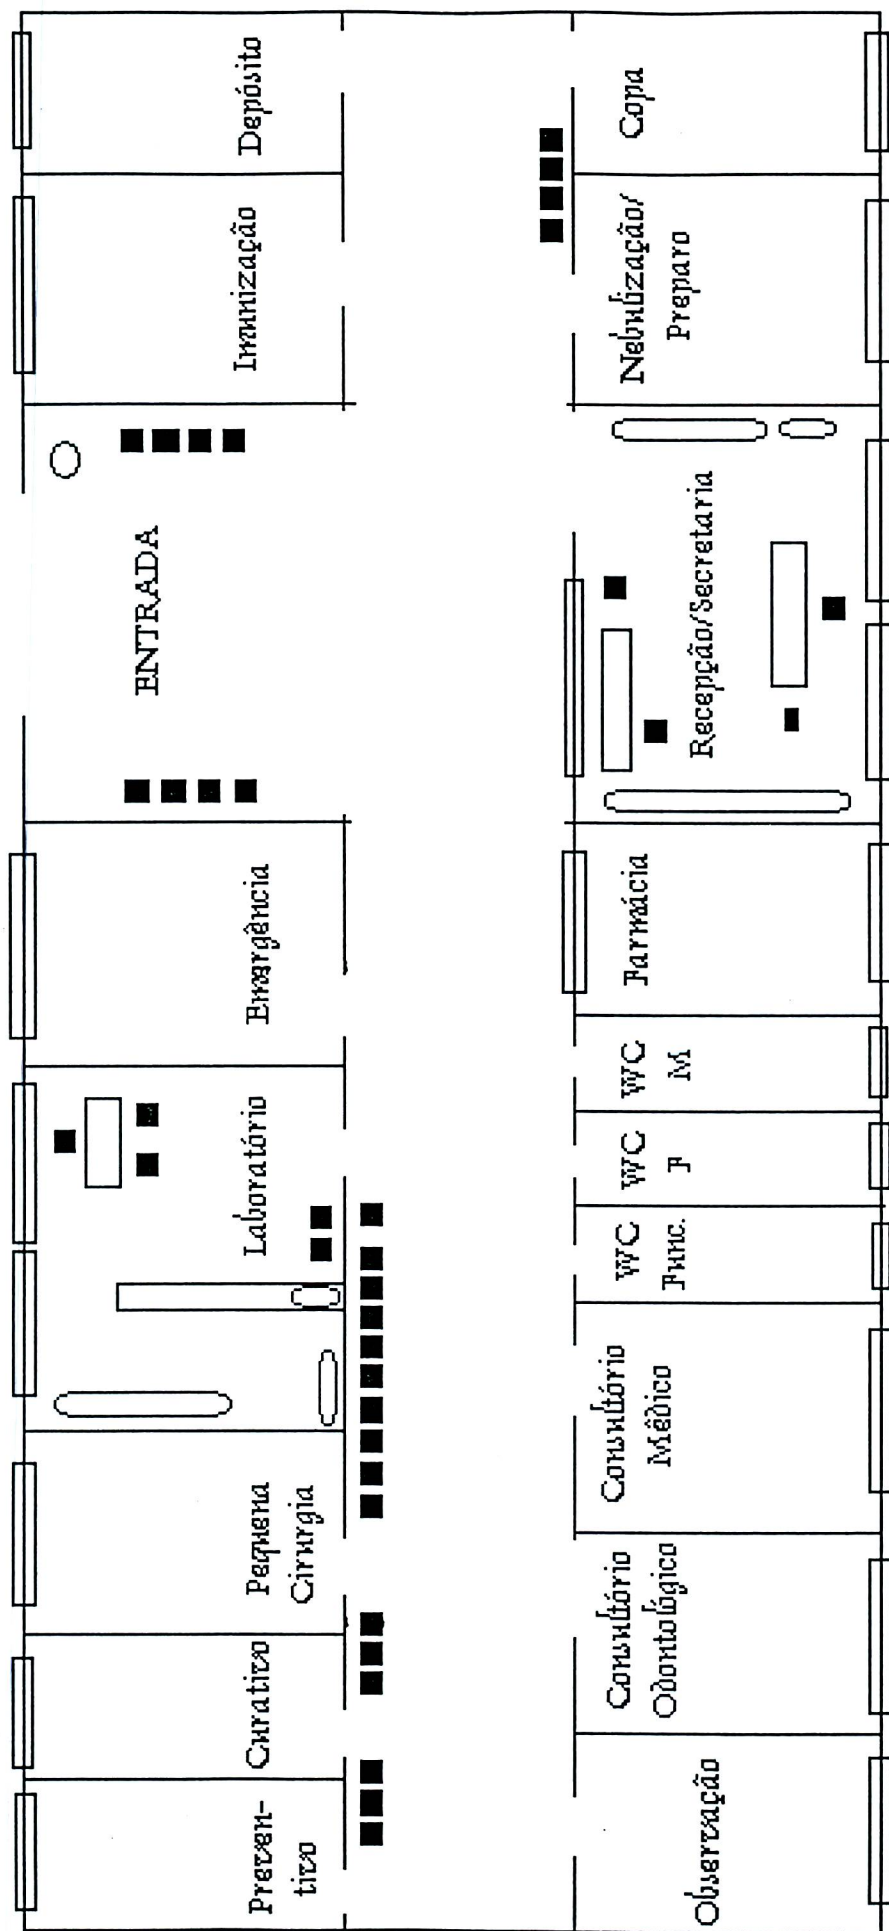 Preven-
tivo
Curativo
Pequena
Cirurgia
Laboratório
Emergência
ENTRADA
Imunização
Depósito
Observação
Consultório
Odontológico
Consultório
Médico
WC
Func.
WC
F
WC
M
Farmácia
Recepção/Secretaria
Nebulização/
Preparo
Copa